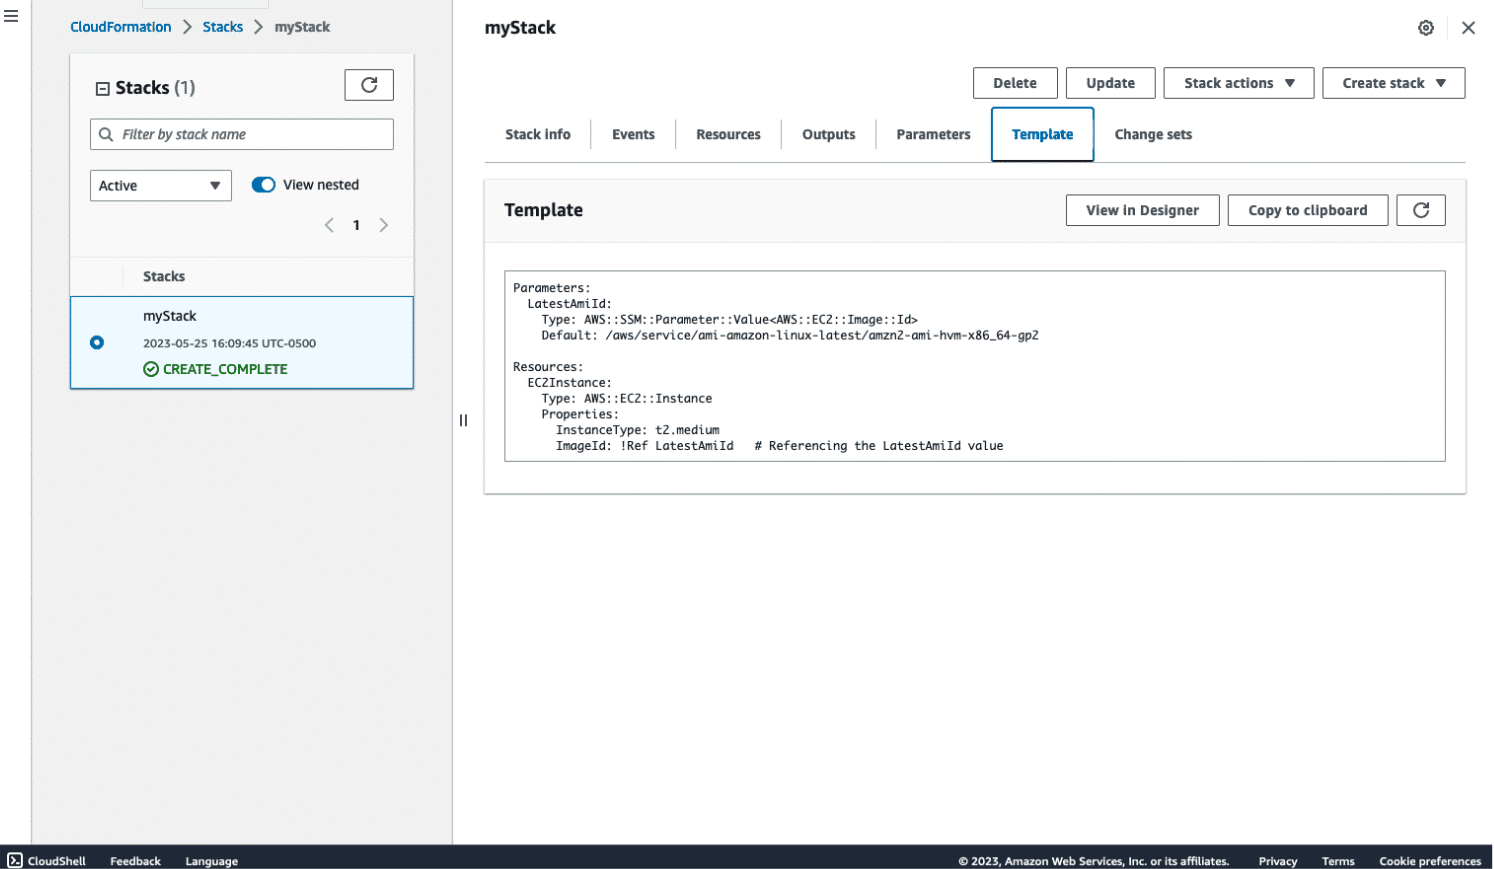 CloudFormation > Stacks > myStack
Stacks (1)
Filter by stack name
Active
View nested
1
Stacks
myStack
2023-05-25 16:09:45 UTC-0500
CREATE_COMPLETE
myStack
Delete Update Stack actions Create stack
Stack info Events Resources Outputs Parameters Template Change sets
Template
View in Designer Copy to clipboard
Parameters:
  LatestAmiId:
    Type: AWS::SSM::Parameter::Value<AWS::EC2::Image::Id>
    Default: /aws/service/ami-amazon-linux-latest/amzn2-ami-hvm-x86_64-gp2
Resources:
  EC2Instance:
    Type: AWS::EC2::Instance
    Properties:
      InstanceType: t2.medium
      ImageId: !Ref LatestAmiId   # Referencing the LatestAmiId value
CloudShell Feedback Language © 2023, Amazon Web Services, Inc. or its affiliates. Privacy Terms Cookie preferences